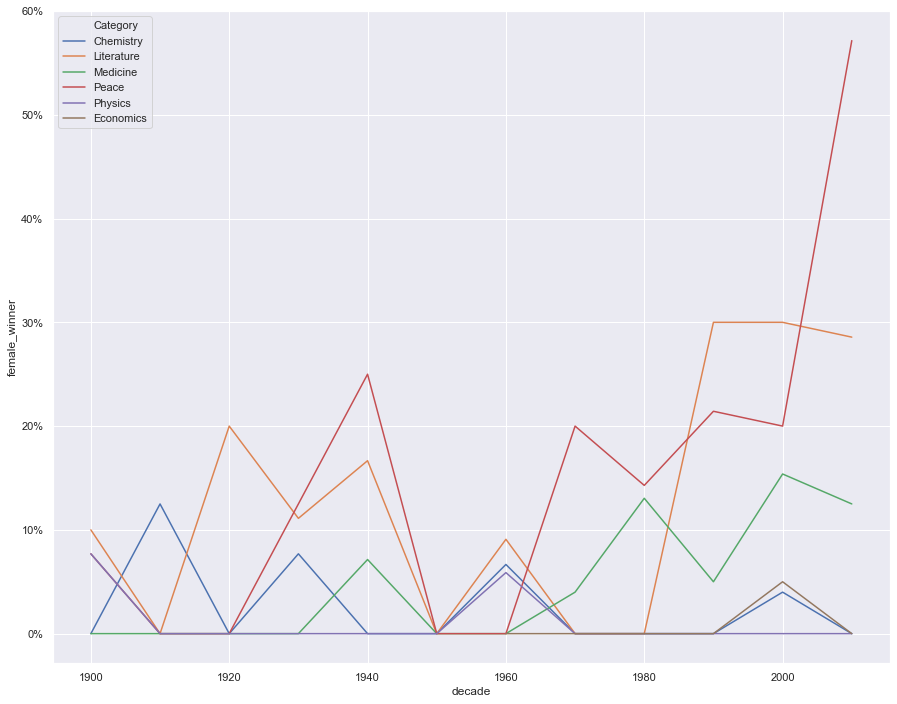 60%
50%
40%
30%
20%
10%
0%
female_winner
Category
Chemistry
Literature
Medicine
Peace
Physics
Economics
1900 1920 1940 1960 1980 2000
decade